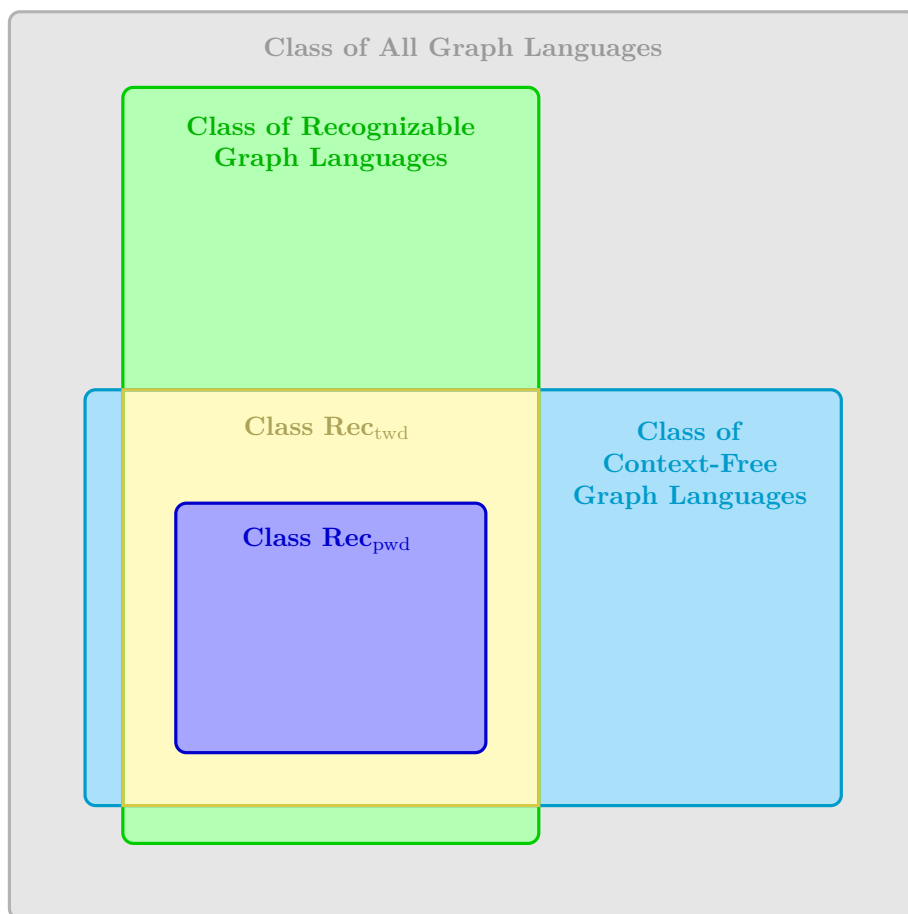 Class of All Graph Languages
Class of Recognizable
Graph Languages
Class Rec_twd
Class of
Context-Free
Graph Languages
Class Rec_pwd